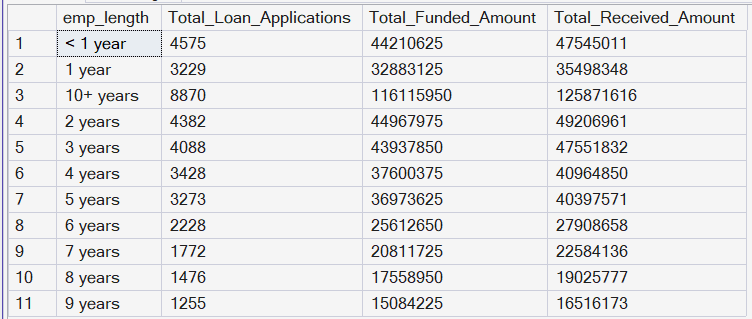 emp_length Total_Loan_Applications Total_Funded_Amount Total_Received_Amount
1 < 1 year 4575 44210625 47545011
2 1 year 3229 32883125 35498348
3 10+ years 8870 116115950 125871616
4 2 years 4382 44967975 49206961
5 3 years 4088 43937850 47551832
6 4 years 3428 37600375 40964850
7 5 years 3273 36973625 40397571
8 6 years 2228 25612650 27908658
9 7 years 1772 20811725 22584136
10 8 years 1476 17558950 19025777
11 9 years 1255 15084225 16516173